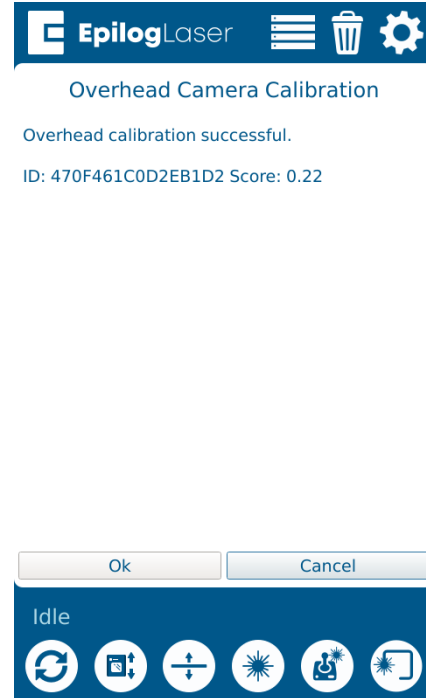 EpilogLaser
Overhead Camera Calibration
Overhead calibration successful.
ID: 470F461C0D2EB1D2 Score: 0.22
Ok Cancel
Idle